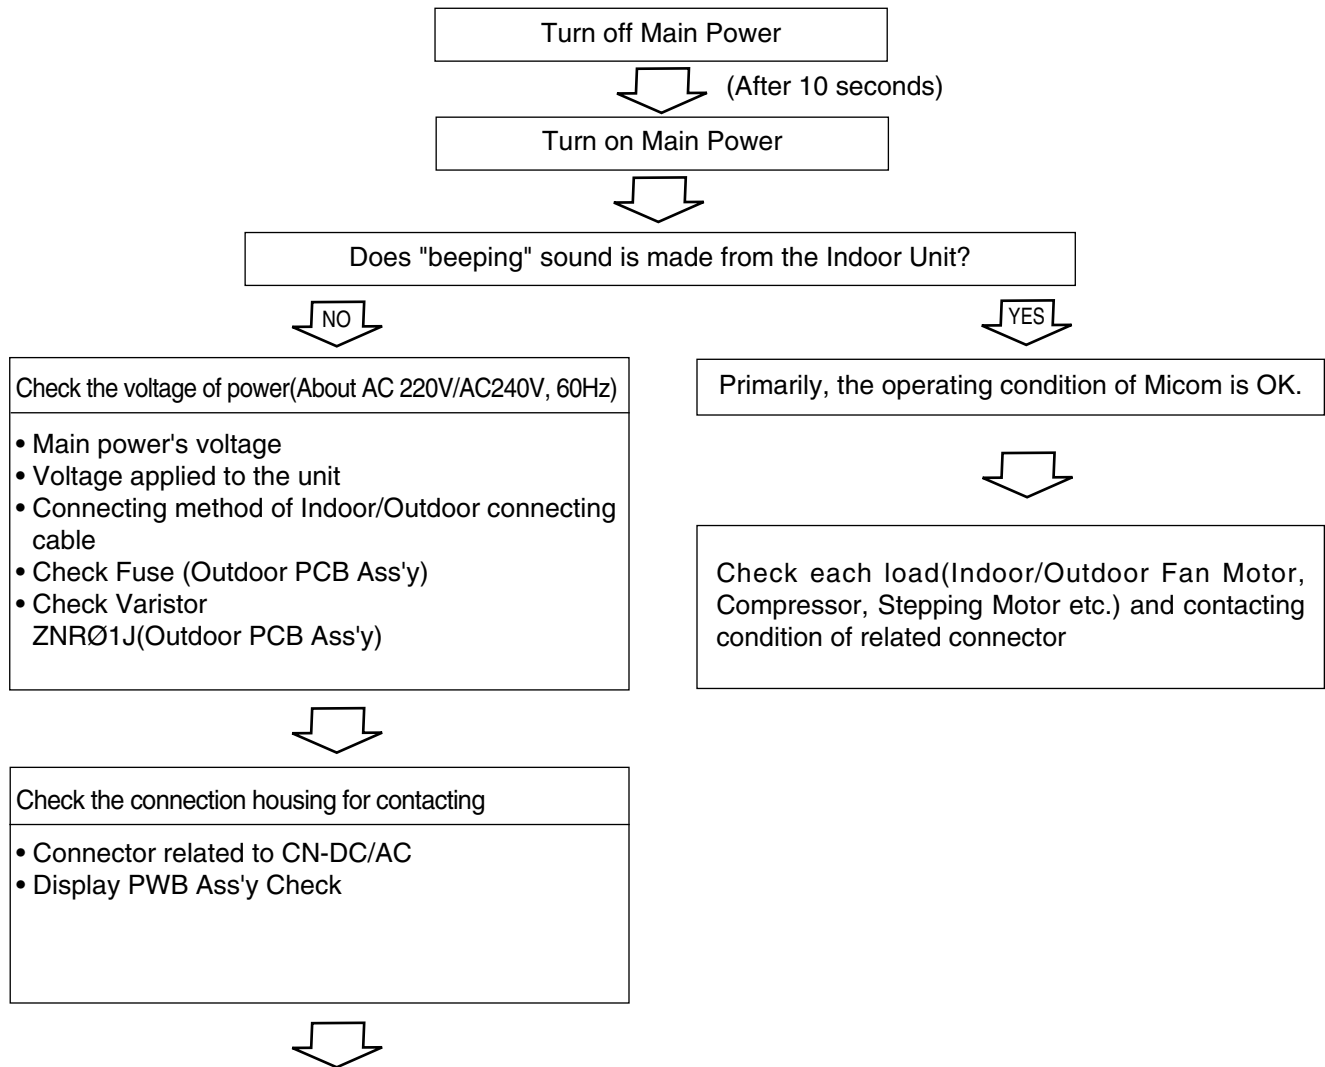 Turn off Main Power
(After 10 seconds)
Turn on Main Power
Does "beeping" sound is made from the Indoor Unit?
NO
YES
Check the voltage of power(About AC 220V/AC240V, 60Hz)
• Main power's voltage
• Voltage applied to the unit
• Connecting method of Indoor/Outdoor connecting
cable
• Check Fuse (Outdoor PCB Ass'y)
• Check Varistor
ZNRØ1J(Outdoor PCB Ass'y)
Primarily, the operating condition of Micom is OK.
Check each load(Indoor/Outdoor Fan Motor,
Compressor, Stepping Motor etc.) and contacting
condition of related connector
Check the connection housing for contacting
• Connector related to CN-DC/AC
• Display PWB Ass'y Check